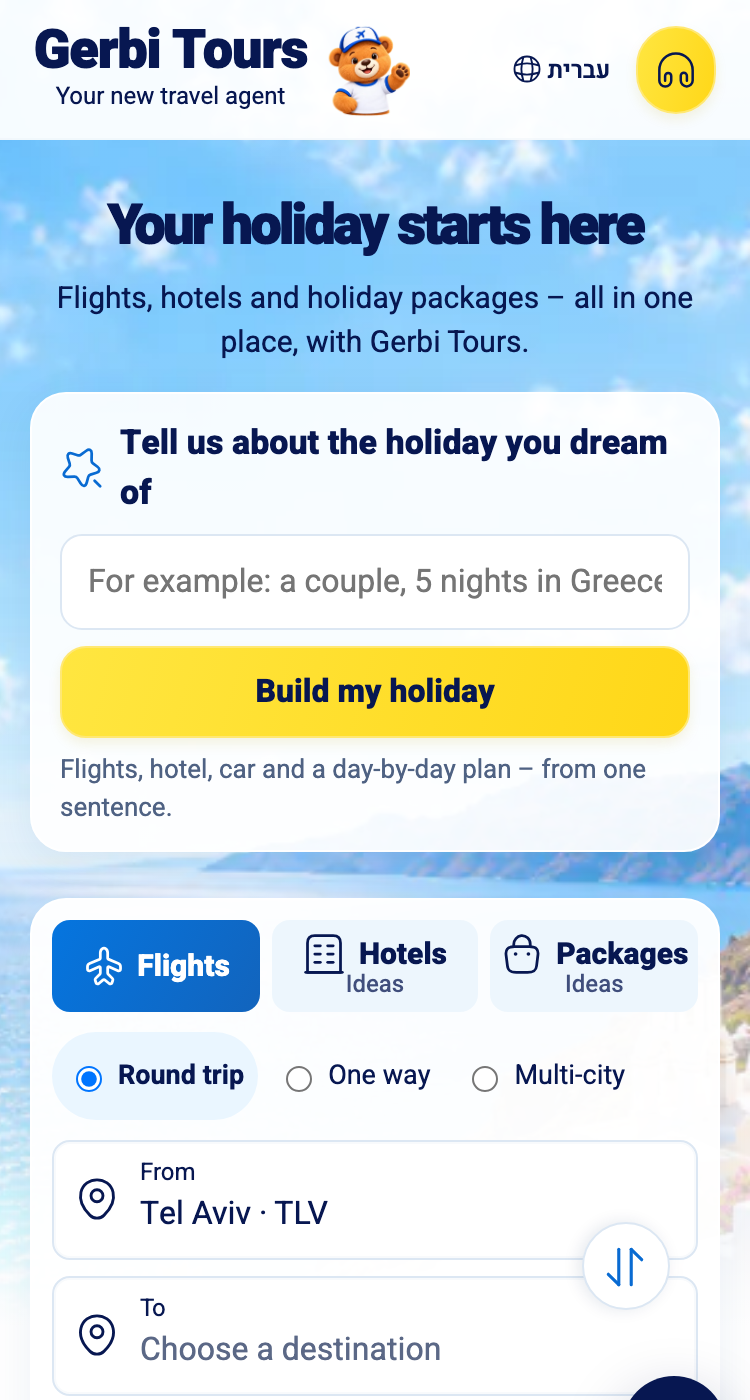 Gerbi Tours
Your new travel agent
עברית
Your holiday starts here
Flights, hotels and holiday packages – all in one
place, with Gerbi Tours.
Tell us about the holiday you dream
of
For example: a couple, 5 nights in Greece
Build my holiday
Flights, hotel, car and a day-by-day plan – from one
sentence.
Flights
Hotels
Ideas
Packages
Ideas
Round trip
One way
Multi-city
From
Tel Aviv · TLV
To
Choose a destination